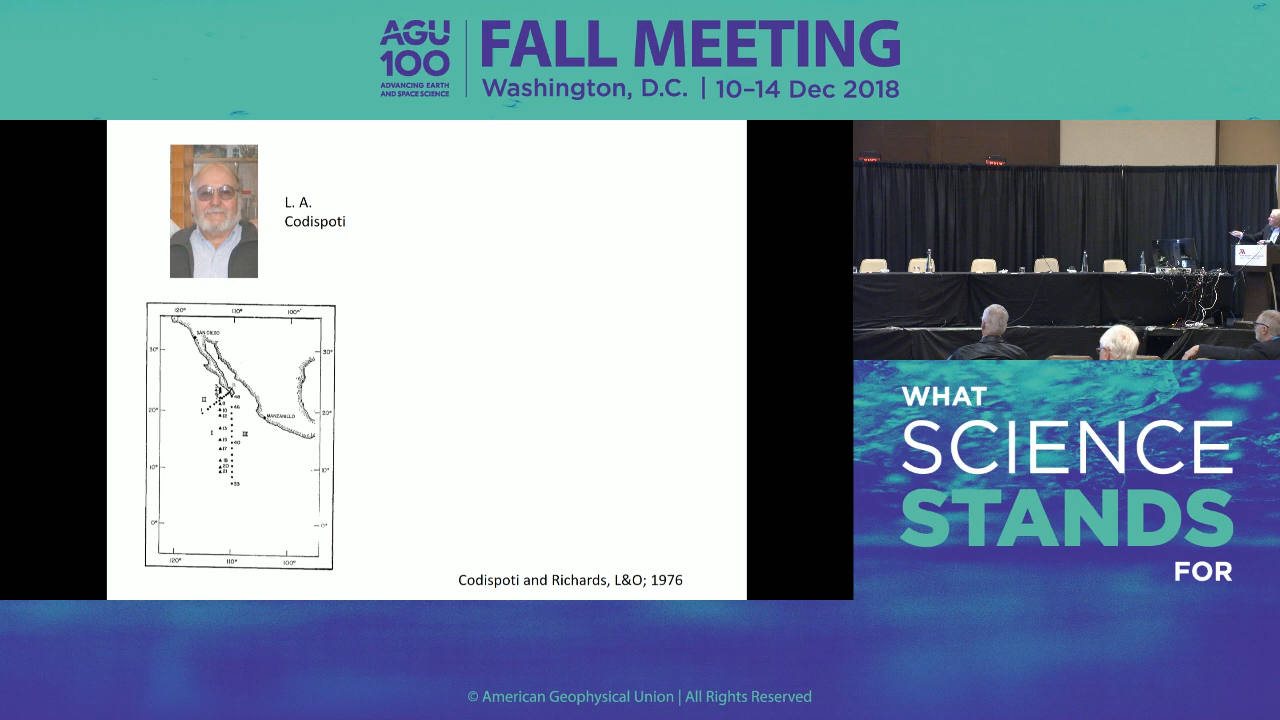 AGU
100
ADVANCING EARTH
AND SPACE SCIENCE
FALL MEETING
Washington, D.C. | 10–14 Dec 2018
L. A.
Codispoti
120° 110° 100°
SAN DIEGO
30° 30°
20° 20°
MANZANILLO
10° 10°
0° 0°
120° 110° 100°
Codispoti and Richards, L&O; 1976
WHAT
SCIENCE
STANDS
FOR
© American Geophysical Union | All Rights Reserved